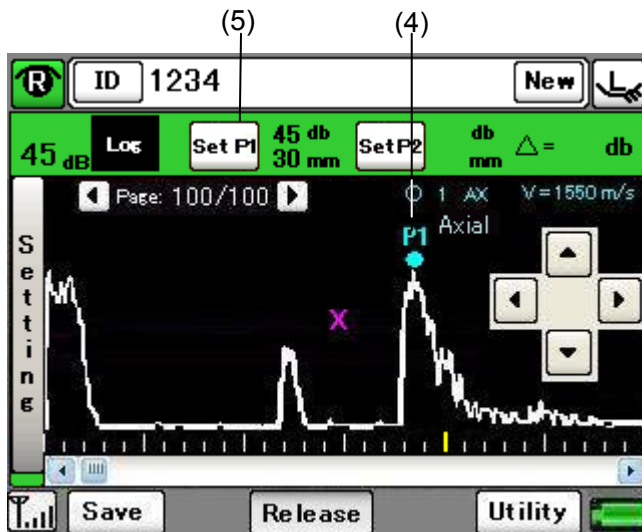 (5) (4)
R ID 1234 New
45 dB Log Set P1 45 db 30 mm Set P2 db mm △= db
Page: 100/100 1 AX V=1550 m/s
P1 Axial
Setting
X
Save Release Utility